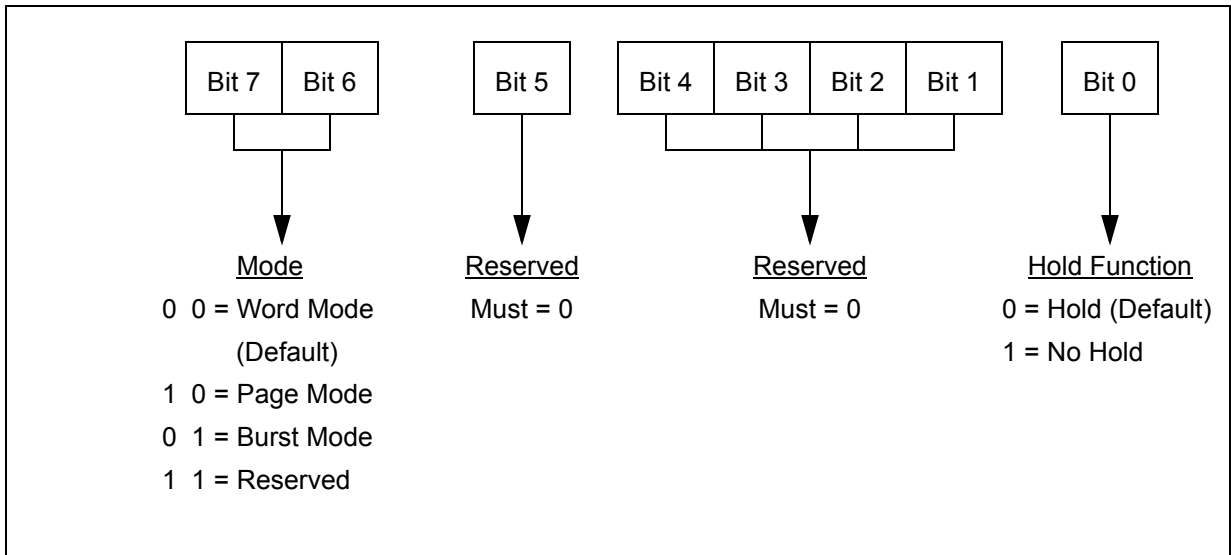 Bit 7 Bit 6 Bit 5 Bit 4 Bit 3 Bit 2 Bit 1 Bit 0
Mode Reserved Reserved Hold Function
0 0 = Word Mode Must = 0 Must = 0 0 = Hold (Default)
(Default) 1 = No Hold
1 0 = Page Mode
0 1 = Burst Mode
1 1 = Reserved